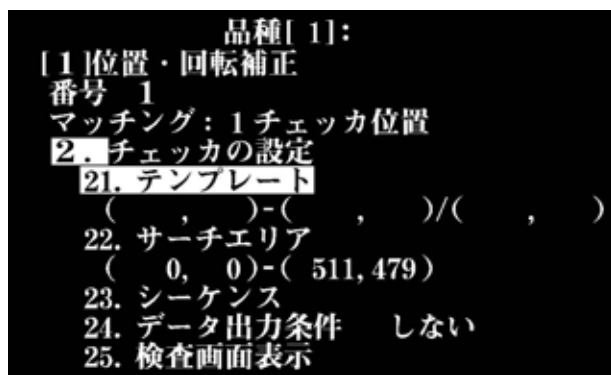 品種[ 1]:
[1]位置・回転補正
番号 1
マッチング: 1チェッカ位置
2. チェッカの設定
21. テンプレート
( , )-( , )/( , )
22. サーチエリア
( 0, 0)-( 511,479)
23. シーケンス
24. データ出力条件 しない
25. 検査画面表示